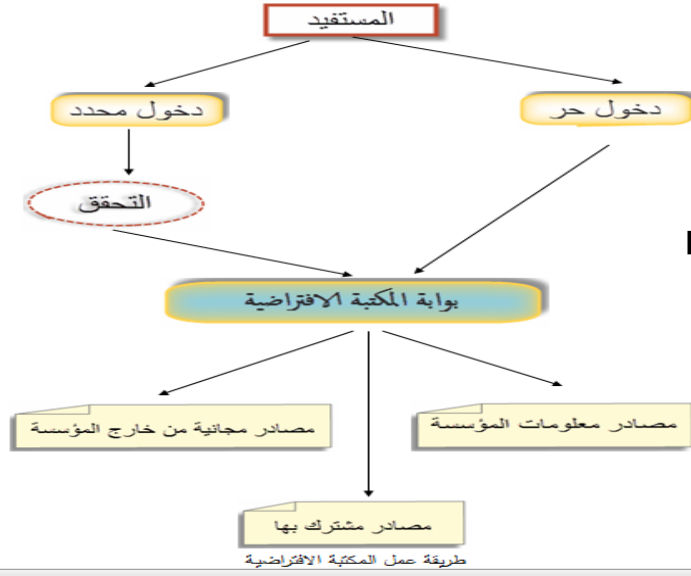 المستفيد
دخول حر
دخول محدد
التحقق
بوابة المكتبة الافتراضية
مصادر معلومات المؤسسة
مصادر مجانية من خارج المؤسسة
مصادر مشترك بها
طريقة عمل المكتبة الافتراضية